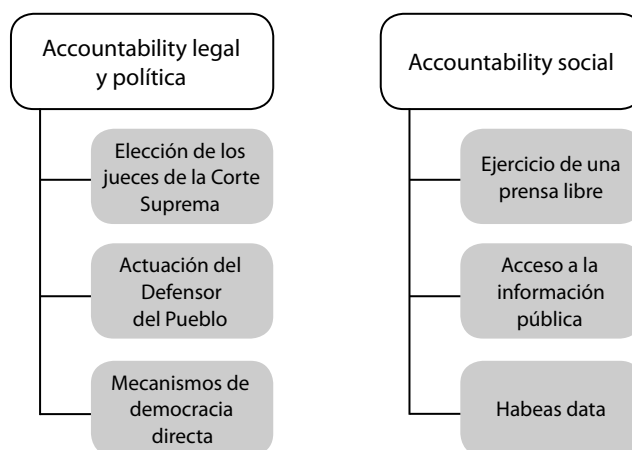 Accountability legal
y política
Elección de los
jueces de la Corte
Suprema
Actuación del
Defensor
del Pueblo
Mecanismos de
democracia
directa
Accountability social
Ejercicio de una
prensa libre
Acceso a la
información
pública
Habeas data